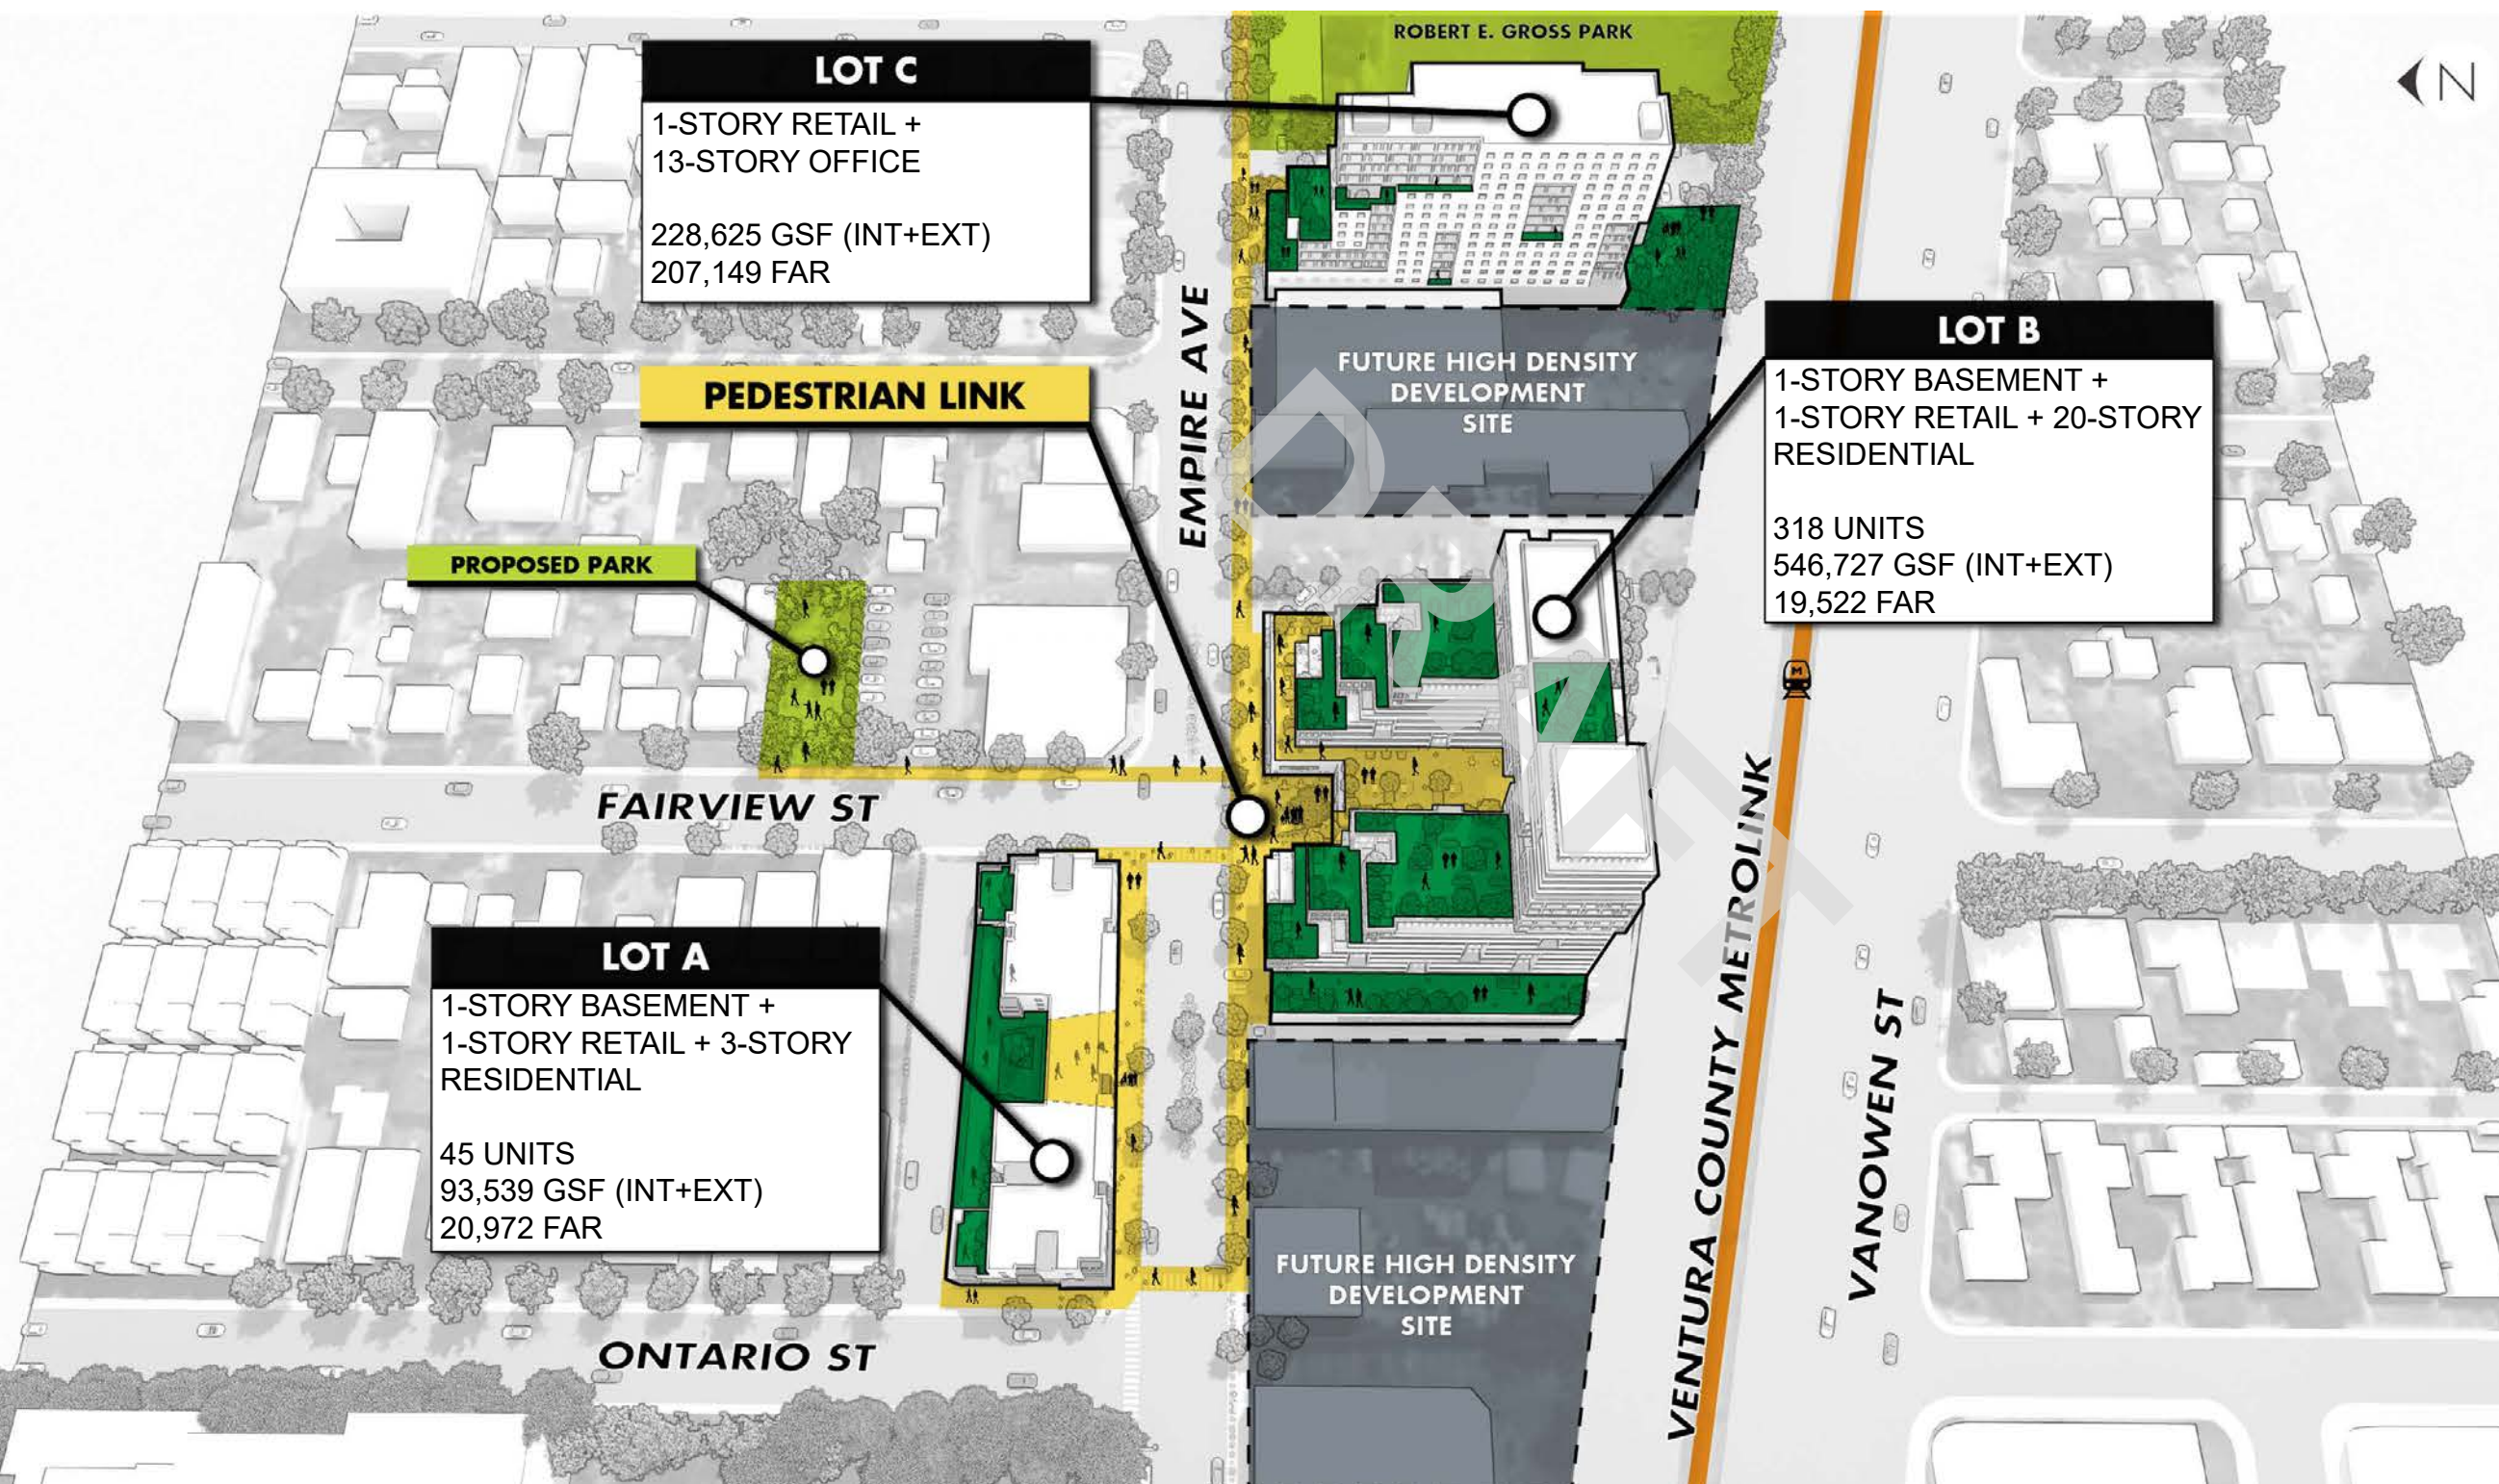 ROBERT E. GROSS PARK
N
LOT C
1-STORY RETAIL +
13-STORY OFFICE
228,625 GSF (INT+EXT)
207,149 FAR
EMPIRE AVE
LOT B
1-STORY BASEMENT +
1-STORY RETAIL + 20-STORY
RESIDENTIAL
318 UNITS
546,727 GSF (INT+EXT)
19,522 FAR
FUTURE HIGH DENSITY
DEVELOPMENT
SITE
PEDESTRIAN LINK
PROPOSED PARK
M
FAIRVIEW ST
DRAFT
LOT A
1-STORY BASEMENT +
1-STORY RETAIL + 3-STORY
RESIDENTIAL
45 UNITS
93,539 GSF (INT+EXT)
20,972 FAR
VENTURA COUNTY METROLINK
VANOWEN ST
FUTURE HIGH DENSITY
DEVELOPMENT
SITE
ONTARIO ST